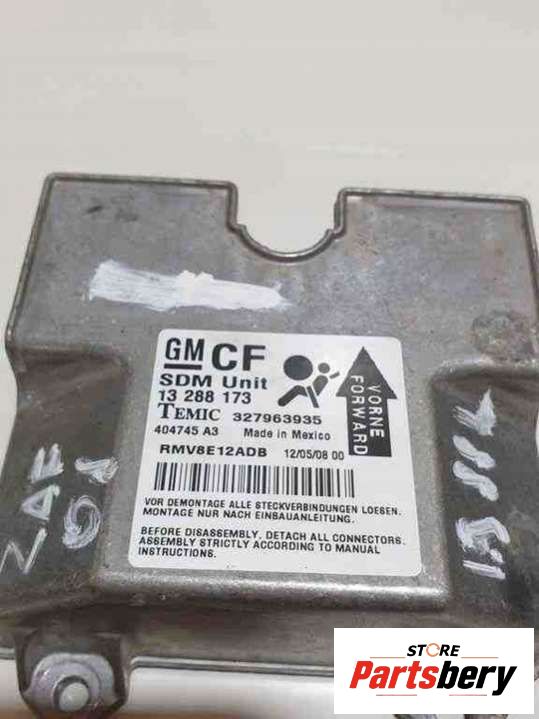 GM CF
SDM Unit
13 288 173
TEMIC 327963935
404745 A3 Made in Mexico
RMV8E12ADB 12/05/08 00
VORNE
FORWARD
VOR DEMONTAGE ALLE STECKVERBINDUNGEN LOESEN.
MONTAGE NUR NACH EINBAUANLEITUNG.
BEFORE DISASSEMBLY, DETACH ALL CONNECTORS.
ASSEMBLY STRICTLY ACCORDING TO MANUAL
INSTRUCTIONS.
ZAF
STORE
Partsbery